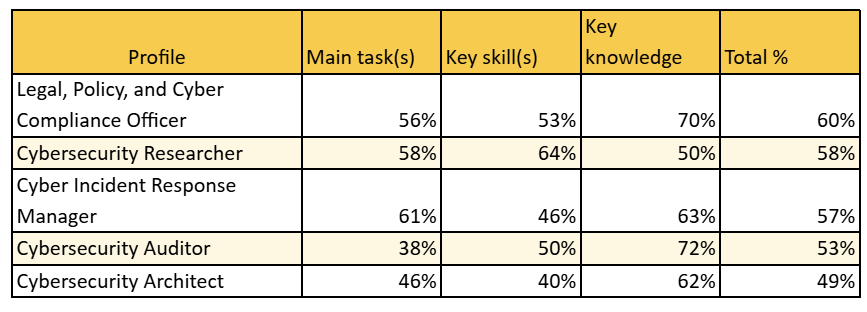 Profile Main task(s) Key skill(s) Key knowledge Total %
Legal, Policy, and Cyber Compliance Officer 56% 53% 70% 60%
Cybersecurity Researcher 58% 64% 50% 58%
Cyber Incident Response Manager 61% 46% 63% 57%
Cybersecurity Auditor 38% 50% 72% 53%
Cybersecurity Architect 46% 40% 62% 49%